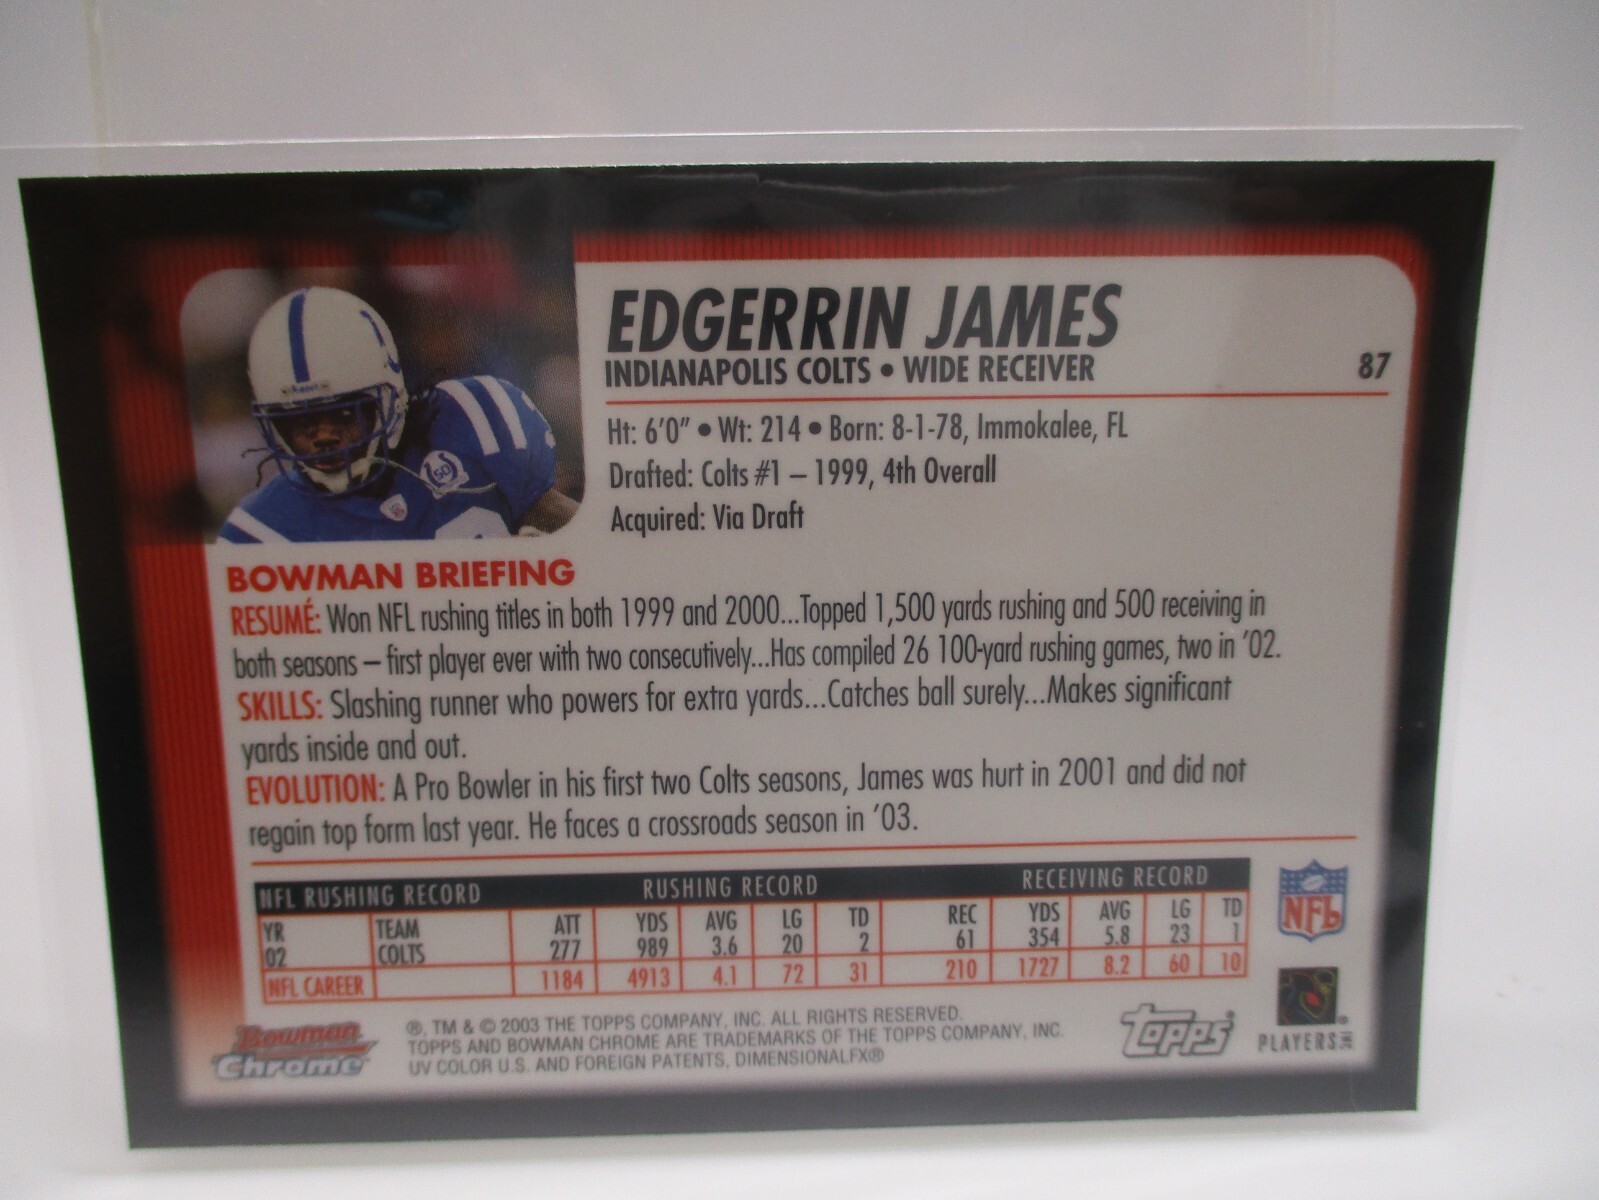 EDGERRIN JAMES
INDIANAPOLIS COLTS • WIDE RECEIVER
87
Ht: 6'0" • Wt: 214 • Born: 8-1-78, Immokalee, FL
Drafted: Colts #1 – 1999, 4th Overall
Acquired: Via Draft
50
BOWMAN BRIEFING
RESUMÉ: Won NFL rushing titles in both 1999 and 2000...Topped 1,500 yards rushing and 500 receiving in
both seasons – first player ever with two consecutively...Has compiled 26 100-yard rushing games, two in '02.
SKILLS: Slashing runner who powers for extra yards...Catches ball surely...Makes significant
yards inside and out.
EVOLUTION: A Pro Bowler in his first two Colts seasons, James was hurt in 2001 and did not
regain top form last year. He faces a crossroads season in '03.
NFL RUSHING RECORD RUSHING RECORD RECEIVING RECORD
YR TEAM ATT YDS AVG LG TD REC YDS AVG LG TD
02 COLTS 277 989 3.6 20 2 61 354 5.8 23 1
NFL CAREER 1184 4913 4.1 72 31 210 1727 8.2 60 10
NFL
Bowman
Chrome
®, TM & © 2003 THE TOPPS COMPANY, INC. ALL RIGHTS RESERVED.
TOPPS AND BOWMAN CHROME ARE TRADEMARKS OF THE TOPPS COMPANY, INC.
UV COLOR U.S. AND FOREIGN PATENTS, DIMENSIONALFX®
Topps®
PLAYERS INC